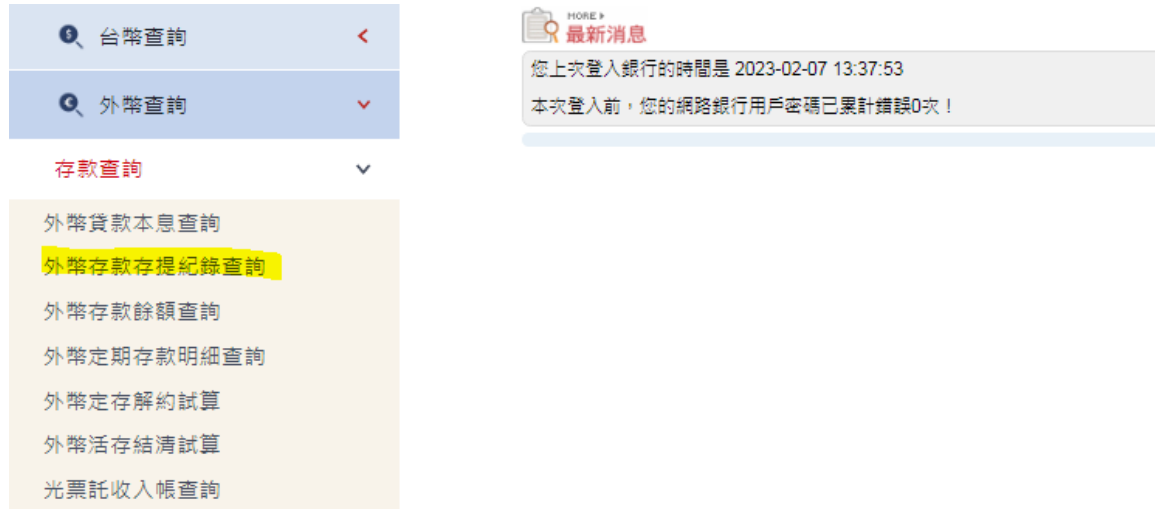 台幣查詢
外幣查詢
存款查詢
外幣貸款本息查詢
外幣存款存提紀錄查詢
外幣存款餘額查詢
外幣定期存款明細查詢
外幣定存解約試算
外幣活存結清試算
光票託收入帳查詢
MORE
最新消息
您上次登入銀行的時間是 2023-02-07 13:37:53
本次登入前，您的網路銀行用戶密碼已累計錯誤0次！